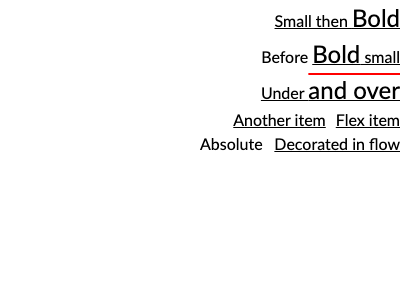 Small then Bold
Before Bold small
Under and over
Another item Flex item
Absolute Decorated in flow